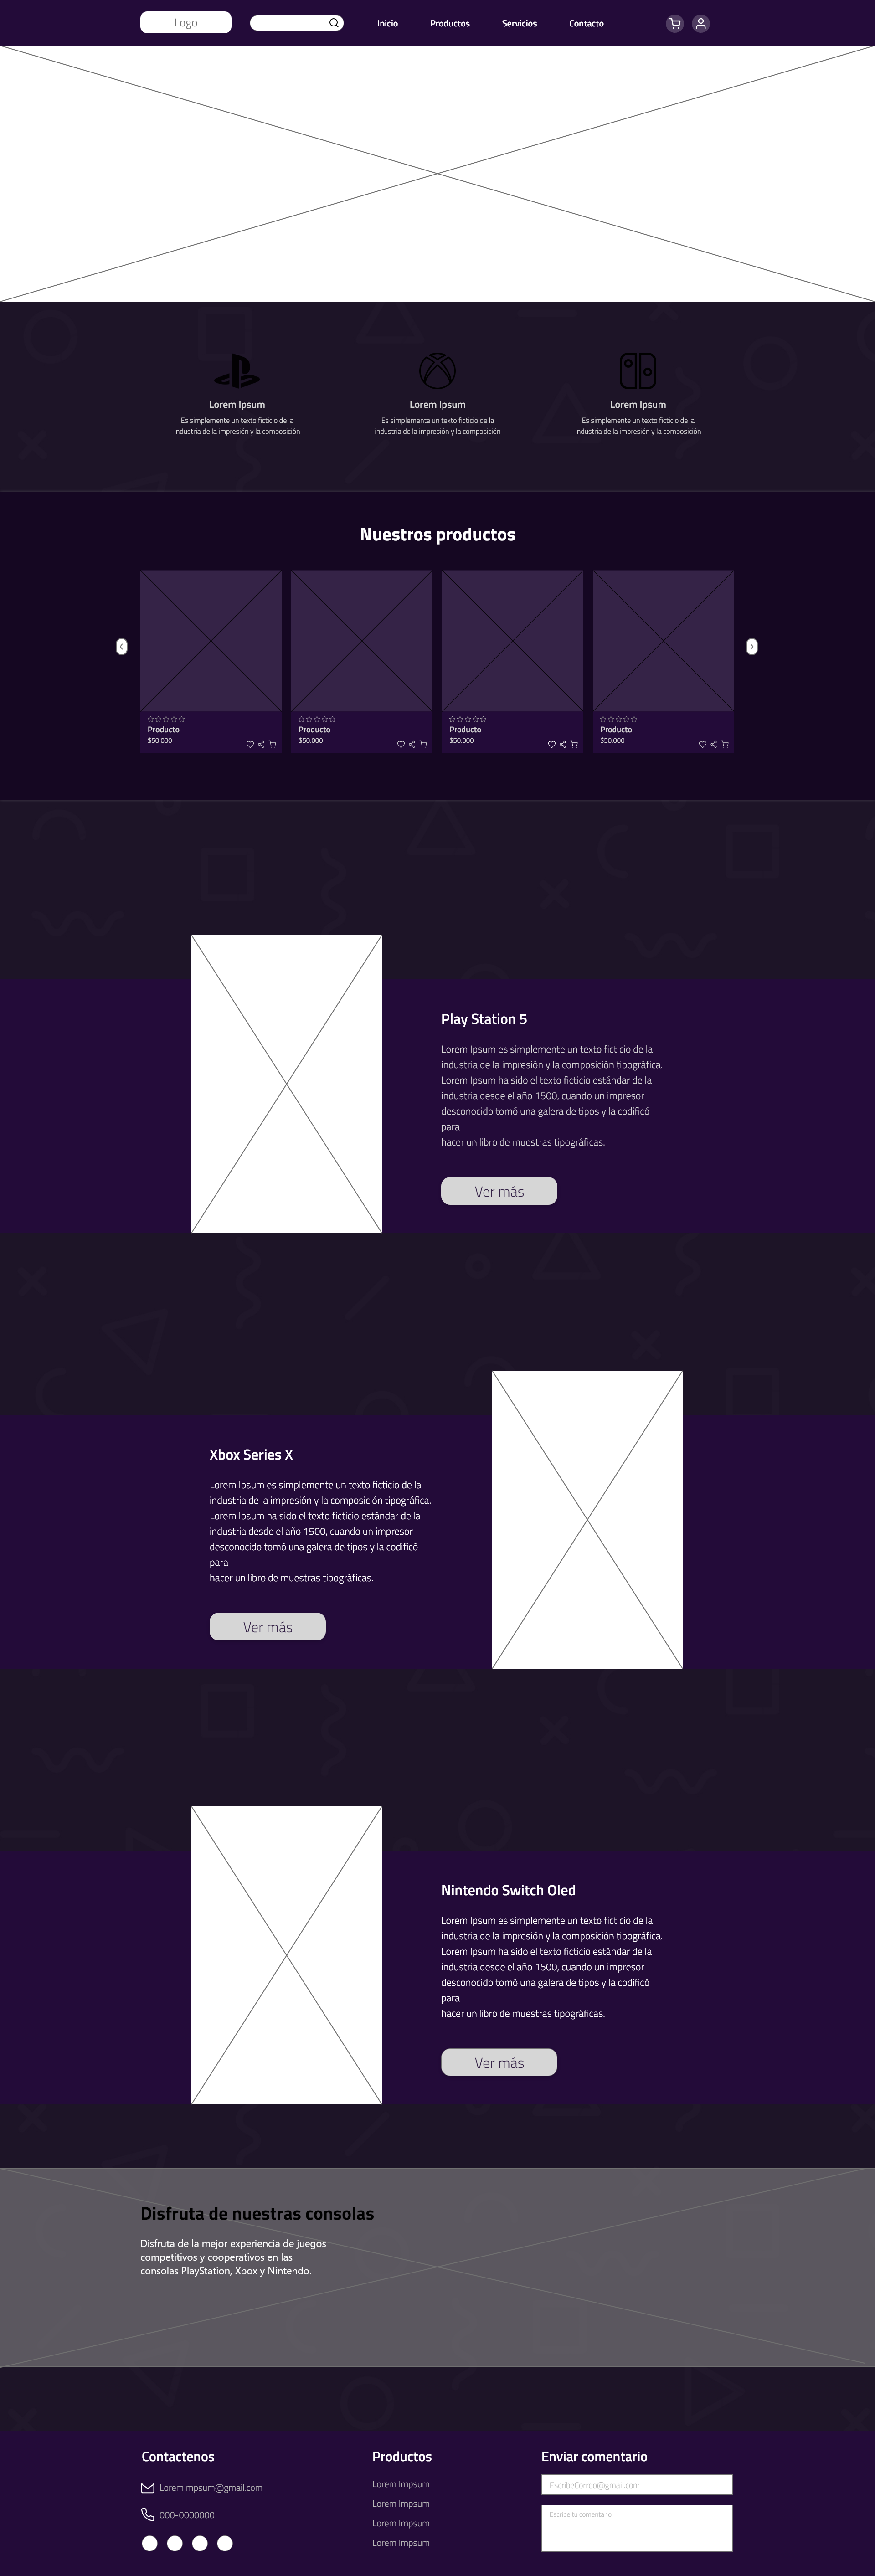 Logo
Inicio
Productos
Servicios
Contacto
Lorem Ipsum
Es simplemente un texto ficticio de la
industria de la impresión y la composición
Lorem Ipsum
Es simplemente un texto ficticio de la
industria de la impresión y la composición
Lorem Ipsum
Es simplemente un texto ficticio de la
industria de la impresión y la composición
Nuestros productos
Producto
$50.000
Producto
$50.000
Producto
$50.000
Producto
$50.000
Play Station 5
Lorem Ipsum es simplemente un texto ficticio de la
industria de la impresión y la composición tipográfica.
Lorem Ipsum ha sido el texto ficticio estándar de la
industria desde el año 1500, cuando un impresor
desconocido tomó una galera de tipos y la codificó
para
hacer un libro de muestras tipográficas.
Ver más
Xbox Series X
Lorem Ipsum es simplemente un texto ficticio de la
industria de la impresión y la composición tipográfica.
Lorem Ipsum ha sido el texto ficticio estándar de la
industria desde el año 1500, cuando un impresor
desconocido tomó una galera de tipos y la codificó
para
hacer un libro de muestras tipográficas.
Ver más
Nintendo Switch Oled
Lorem Ipsum es simplemente un texto ficticio de la
industria de la impresión y la composición tipográfica.
Lorem Ipsum ha sido el texto ficticio estándar de la
industria desde el año 1500, cuando un impresor
desconocido tomó una galera de tipos y la codificó
para
hacer un libro de muestras tipográficas.
Ver más
Disfruta de nuestras consolas
Disfruta de la mejor experiencia de juegos
competitivos y cooperativos en las
consolas PlayStation, Xbox y Nintendo.
Contactenos
LoremImpsum@gmail.com
000-0000000
Productos
Lorem Impsum
Lorem Impsum
Lorem Impsum
Lorem Impsum
Enviar comentario
EscribeCorreo@gmail.com
Escribe tu comentario